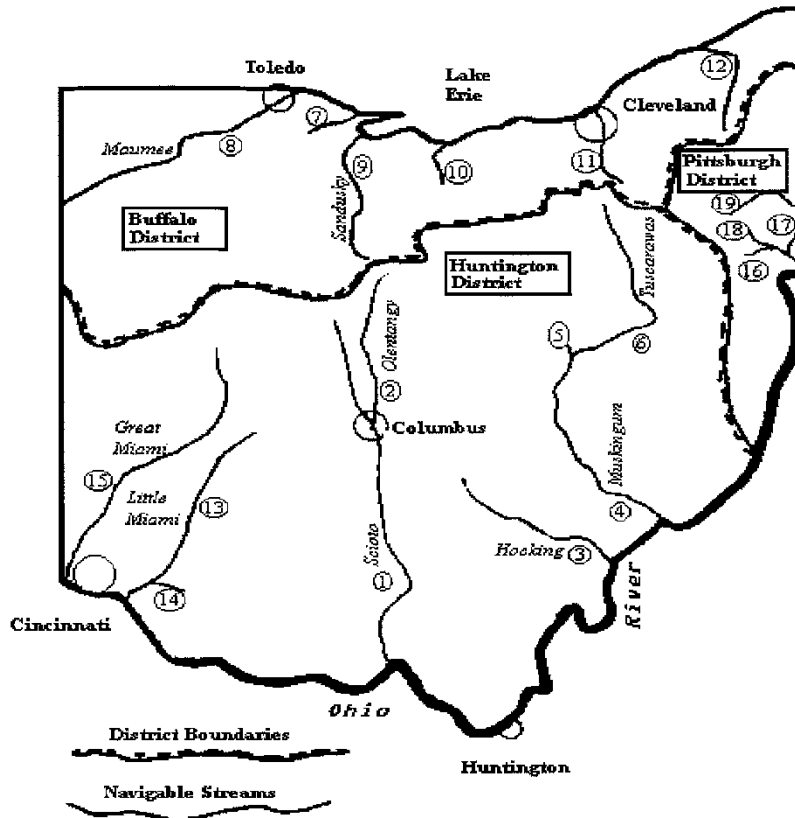 Toledo
Lake
Erie
12
Cleveland
7
Maumee
8
9
10
11
Pittsburgh
District
19
18
17
16
Sandusky
Buffalo
District
Huntington
District
Tuscarawas
Olentangy
5
6
2
Columbus
Great
Miami
15
Little
Miami
13
Muskingum
4
Hocking
3
Scioto
1
14
Cincinnati
River
Ohio
District Boundaries
Huntington
Navigable Streams